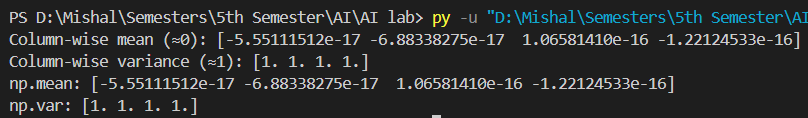 PS D:\Mishal\Semesters\5th Semester\AI\AI lab> py -u "D:\Mishal\Semesters\5th Semester\AI
Column-wise mean (≈0): [-5.55111512e-17 -6.88338275e-17  1.06581410e-16 -1.22124533e-16]
Column-wise variance (≈1): [1. 1. 1. 1.]
np.mean: [-5.55111512e-17 -6.88338275e-17  1.06581410e-16 -1.22124533e-16]
np.var: [1. 1. 1. 1.]